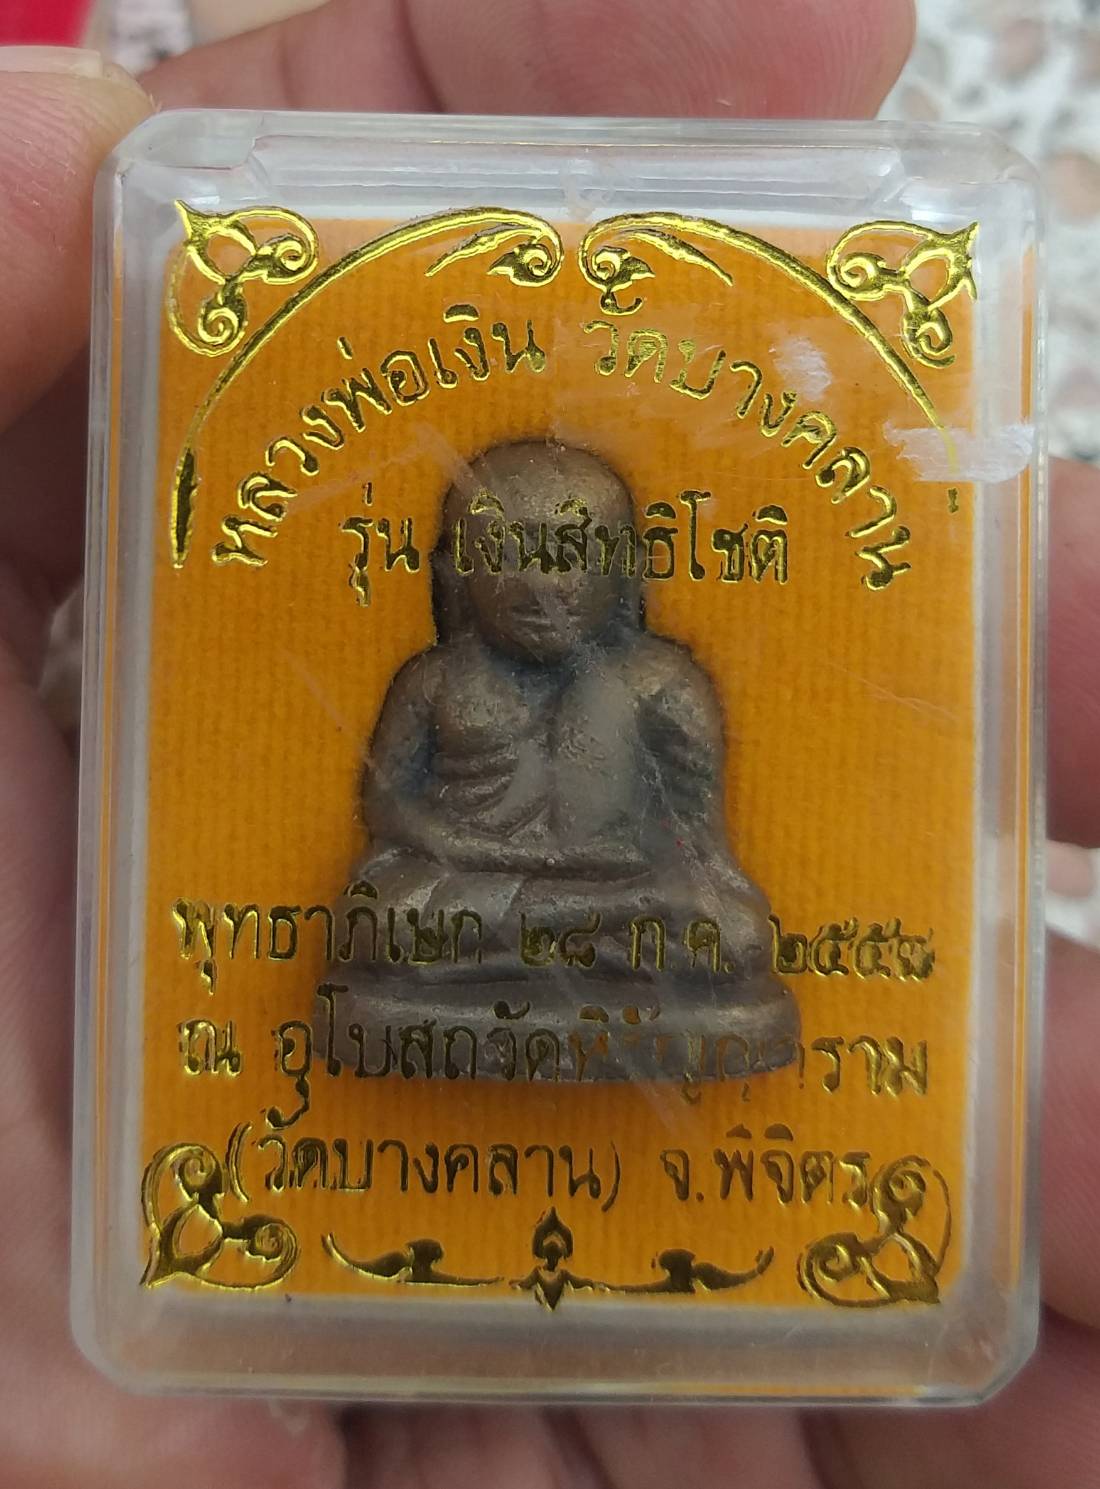 หลวงพ่อเงิน วัดบางคลาน
รุ่น เงินสิทธิโชติ
พุทธาภิเษก ๒๘ ก.ค. ๒๕๕๗
ณ อุโบสถวัดหิรัญญาราม
(วัดบางคลาน) จ.พิจิตร